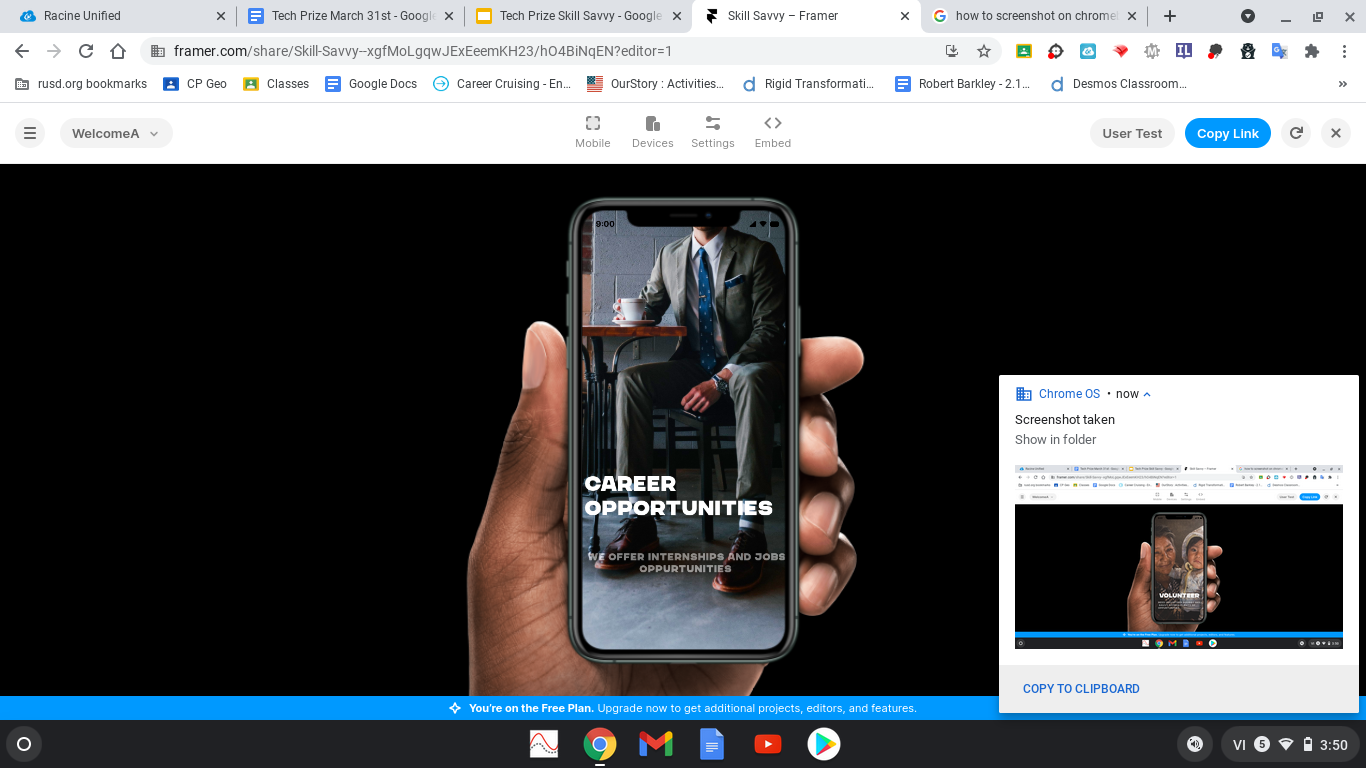 Racine Unified
Tech Prize March 31st - Google
Tech Prize Skill Savvy - Google
Skill Savvy – Framer
how to screenshot on chromeb
framer.com/share/Skill-Savvy--xgfMoLgqwJExEeemKH23/hO4BiNqEN?editor=1
rusd.org bookmarks
CP Geo
Classes
Google Docs
Career Cruising - En...
OurStory : Activities...
Rigid Transformati...
Robert Barkley - 2.1...
Desmos Classroom...
»
WelcomeA
Mobile
Devices
Settings
Embed
User Test
Copy Link
9:00
CAREER
OPPORTUNITIES
WE OFFER INTERNSHIPS AND JOBS
OPPURTUNITIES
Chrome OS • now
Screenshot taken
Show in folder
VOLUNTEER
COPY TO CLIPBOARD
You're on the Free Plan. Upgrade now to get additional projects, editors, and features.
VI 5 3:50